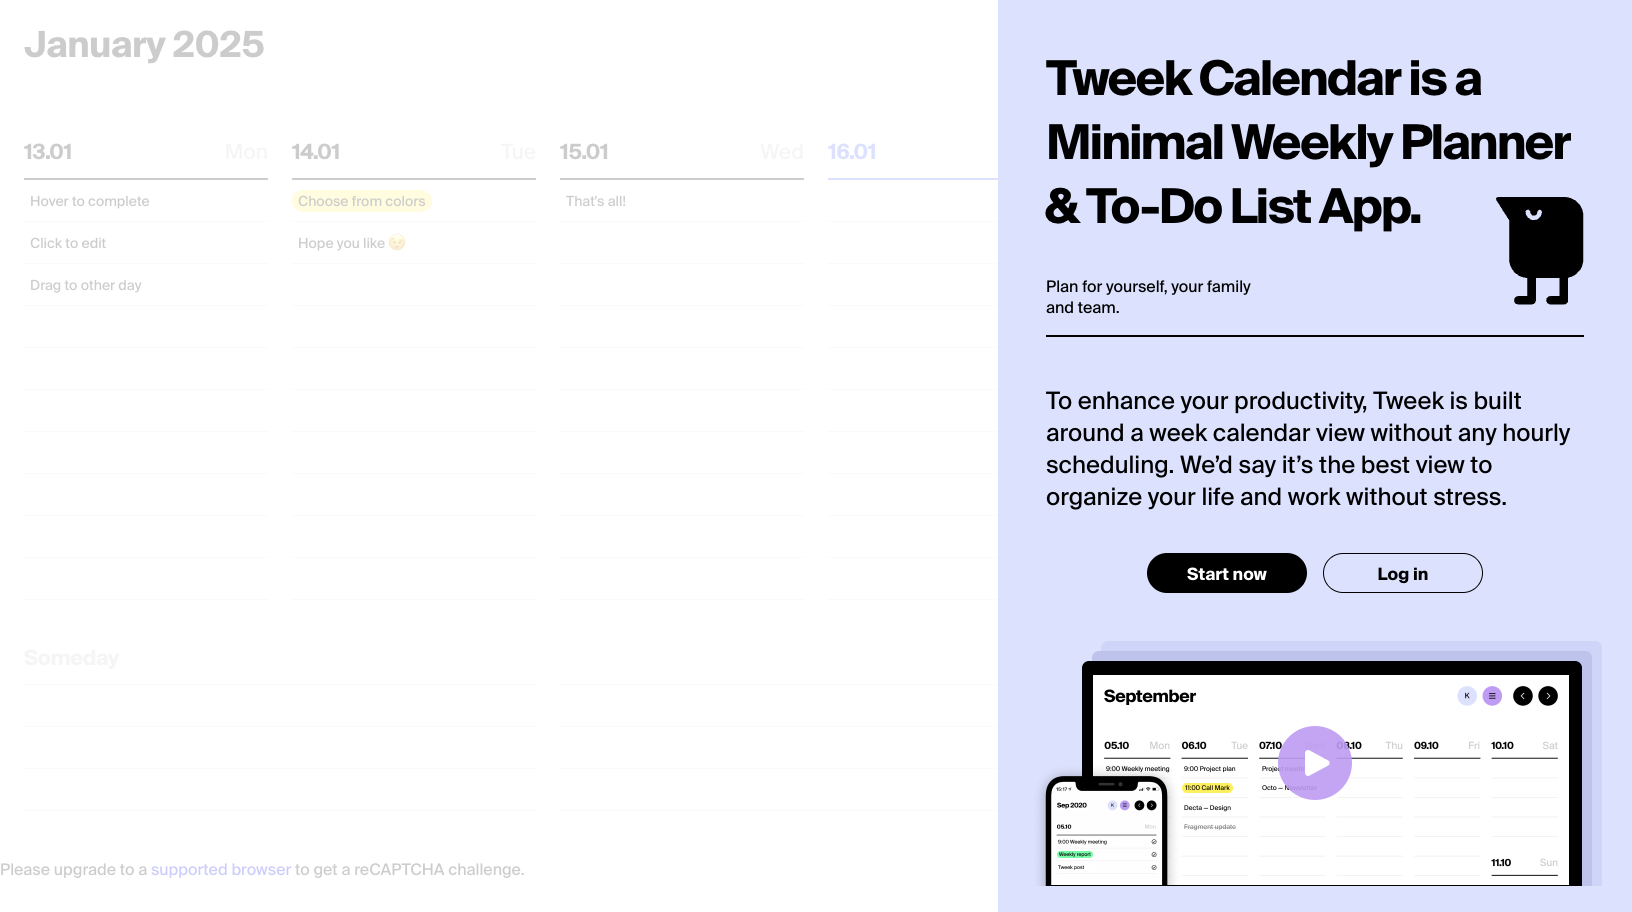 January 2025
13.01 Mon
14.01 Tue
15.01 Wed
16.01
Hover to complete
Click to edit
Drag to other day
Choose from colors
Hope you like 😉
That's all!
Someday
Please upgrade to a supported browser to get a reCAPTCHA challenge.
Tweek Calendar is a
Minimal Weekly Planner
& To-Do List App.
Plan for yourself, your family
and team.
To enhance your productivity, Tweek is built
around a week calendar view without any hourly
scheduling. We'd say it's the best view to
organize your life and work without stress.
Start now
Log in
September
K
05.10 Mon
06.10 Tue
07.10
Thu
09.10 Fri
10.10 Sat
9:00 Weekly meeting
9:00 Project plan
11:00 Call Mark
Decta – Design
Fragment update
11.10 Sun
15:17
Sep 2020
K
05.10 Mon
9:00 Weekly meeting
Weekly report
Tweek post